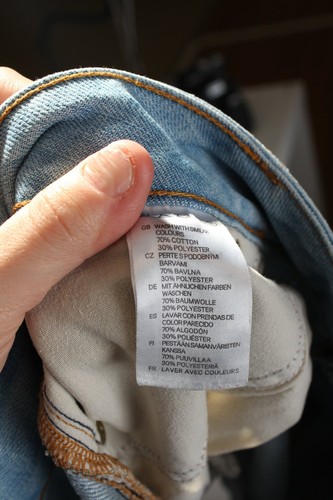 GB WASH WITH SIMILAR
COLOURS
70% COTTON
30% POLYESTER
CZ PERTE S PODOBNÝMI
BARVAMI
70% BAVLNA
30% POLYESTER
DE MIT ÄHNLICHEN FARBEN
WASCHEN
70% BAUMWOLLE
30% POLYESTER
ES LAVAR CON PRENDAS DE
COLOR PARECIDO
70% ALGODÓN
30% POLIÉSTER
FI PESTÄÄN SAMANVÄRISTEN
KANSSA
70% PUUVILLAA
30% POLYESTERIÄ
FR LAVER AVEC COULEURS